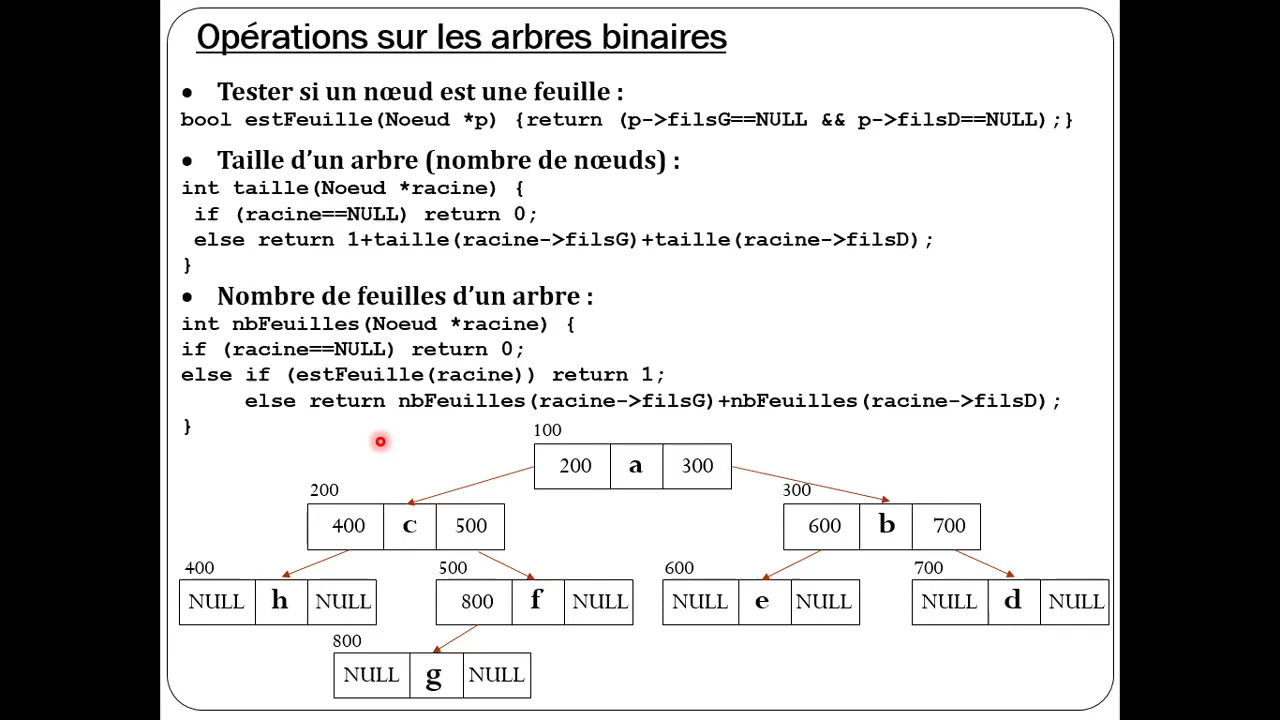 Opérations sur les arbres binaires
• Tester si un nœud est une feuille :
bool estFeuille(Noeud *p) {return (p->filsG==NULL && p->filsD==NULL);}
• Taille d’un arbre (nombre de nœuds) :
int taille(Noeud *racine) {
if (racine==NULL) return 0;
else return 1+taille(racine->filsG)+taille(racine->filsD);
}
• Nombre de feuilles d’un arbre :
int nbFeuilles(Noeud *racine) {
if (racine==NULL) return 0;
else if (estFeuille(racine)) return 1;
else return nbFeuilles(racine->filsG)+nbFeuilles(racine->filsD);
}
100
200 a 300
200 300
400 c 500 600 b 700
400 500 600 700
NULL h NULL 800 f NULL NULL e NULL NULL d NULL
800
NULL g NULL